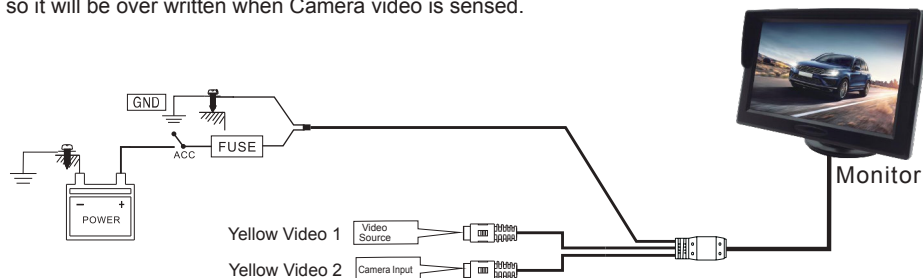 so it will be over written when Camera video is sensed.
GND
ACC
FUSE
- +
POWER
Monitor
Yellow Video 1
Video
Source
Yellow Video 2
Camera Input